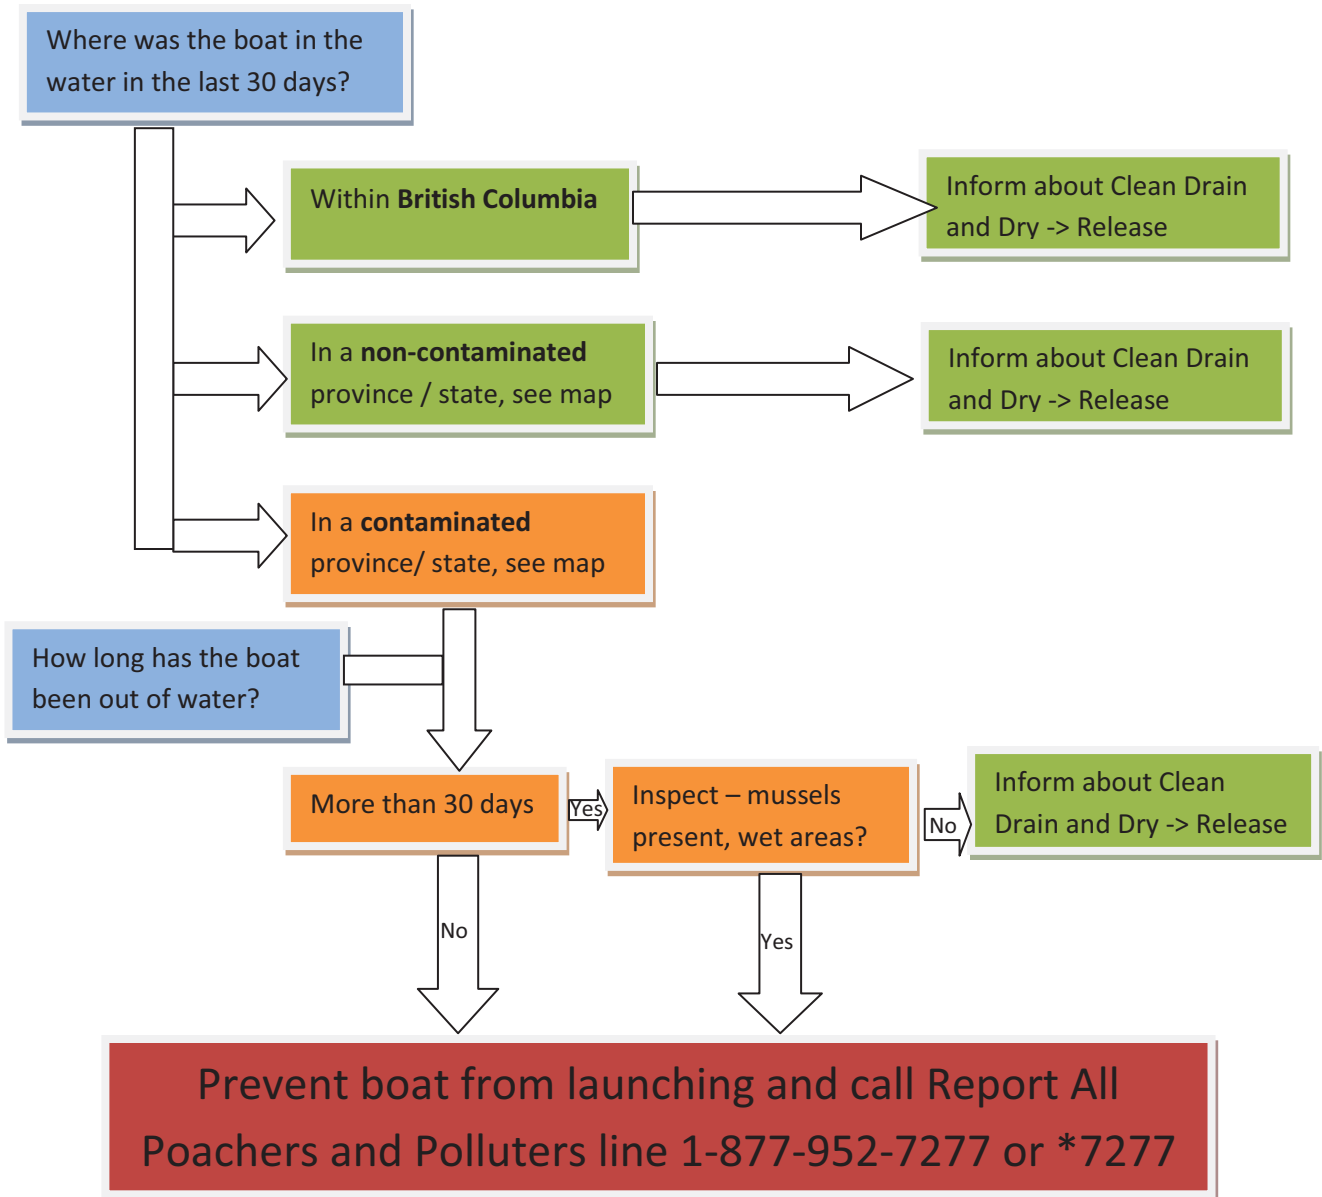 Where was the boat in the
water in the last 30 days?
Within British Columbia
Inform about Clean Drain
and Dry -> Release
In a non-contaminated
province / state, see map
Inform about Clean Drain
and Dry -> Release
In a contaminated
province/ state, see map
How long has the boat
been out of water?
More than 30 days
Yes
Inspect – mussels
present, wet areas?
No
Inform about Clean
Drain and Dry -> Release
No
Yes
Prevent boat from launching and call Report All
Poachers and Polluters line 1-877-952-7277 or *7277